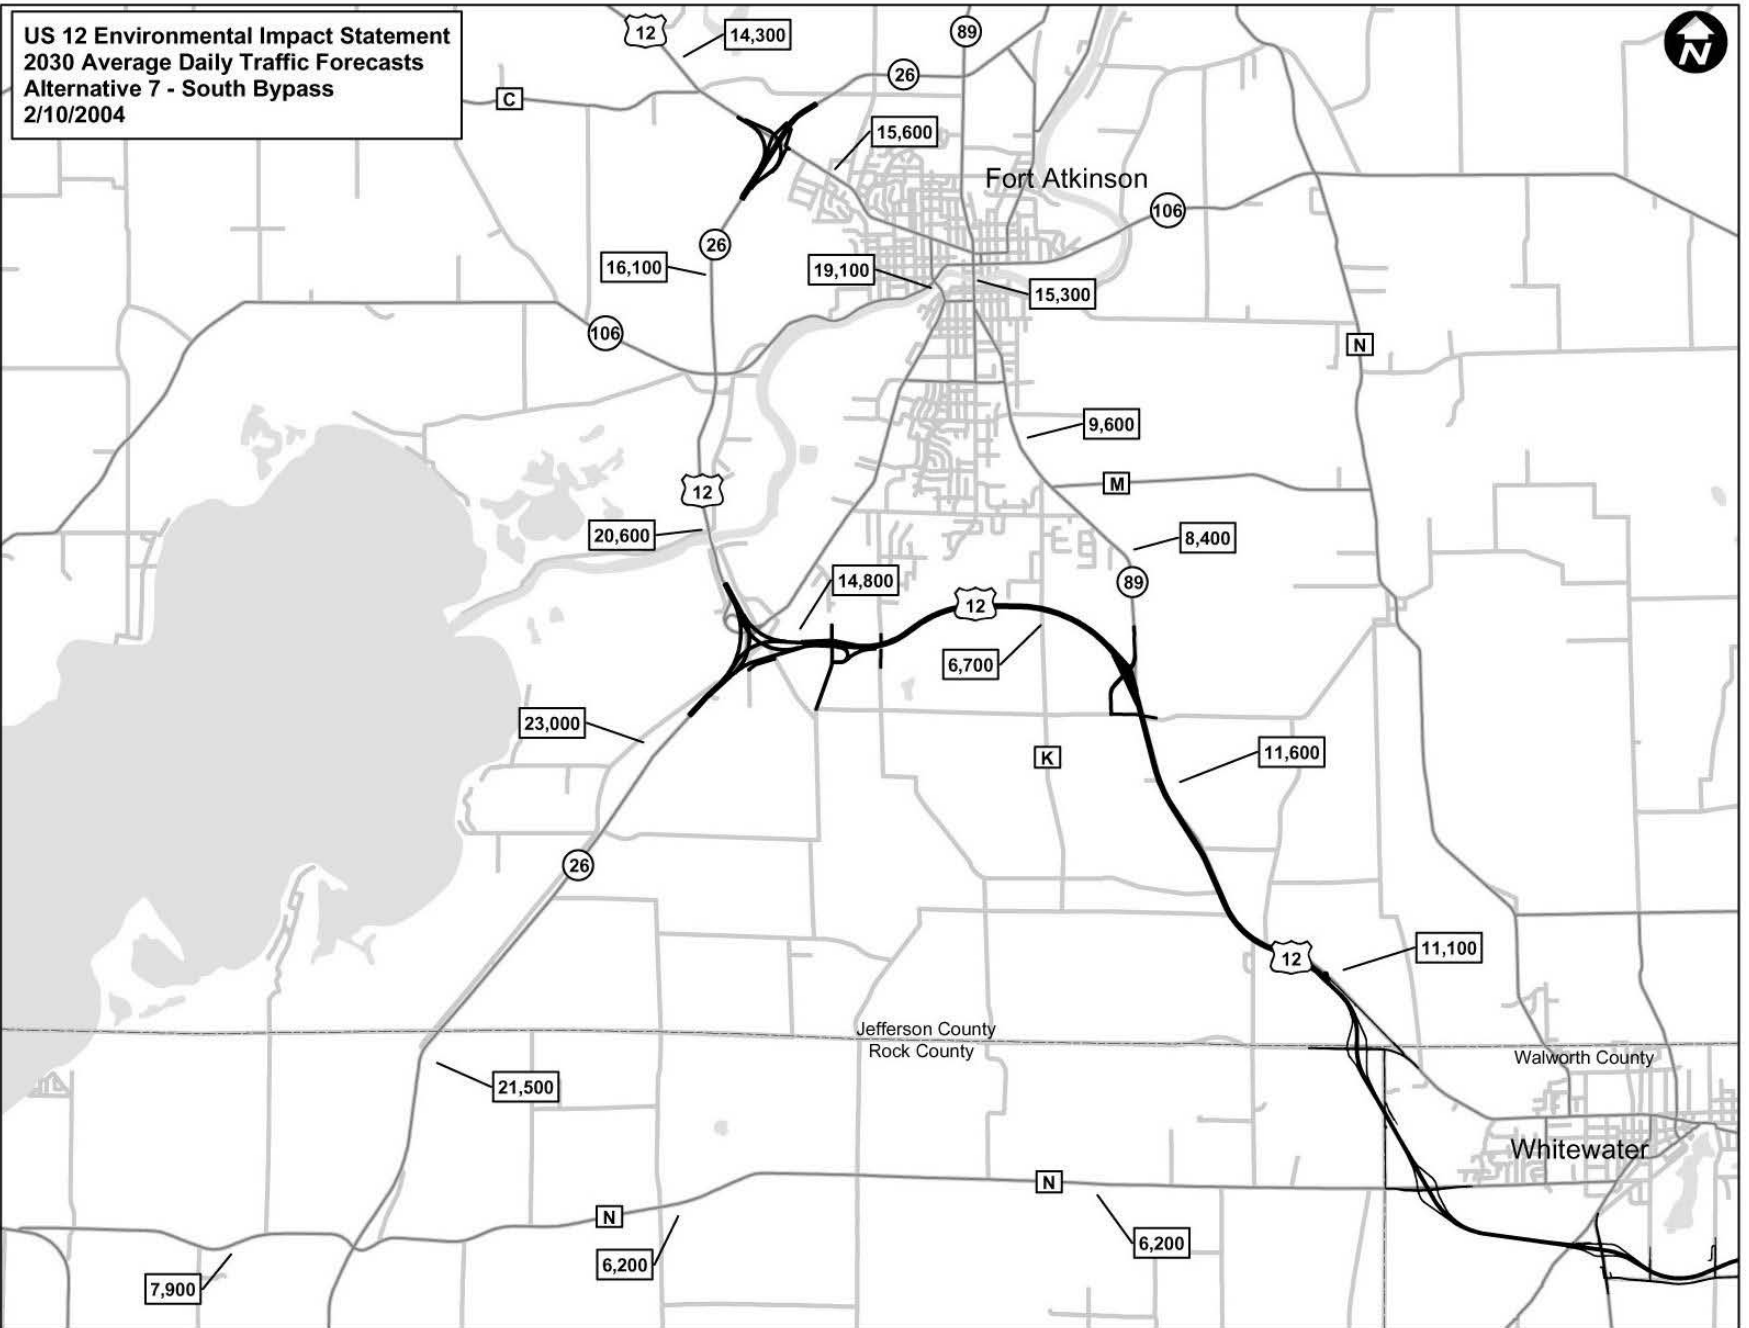 US 12 Environmental Impact Statement
2030 Average Daily Traffic Forecasts
Alternative 7 - South Bypass
2/10/2004
12
14,300
89
N
26
C
15,600
Fort Atkinson
106
26
16,100
19,100
15,300
106
N
9,600
M
12
20,600
8,400
14,800
89
12
6,700
23,000
11,600
K
26
11,100
12
Jefferson County
Rock County
Walworth County
21,500
Whitewater
N
N
6,200
6,200
7,900